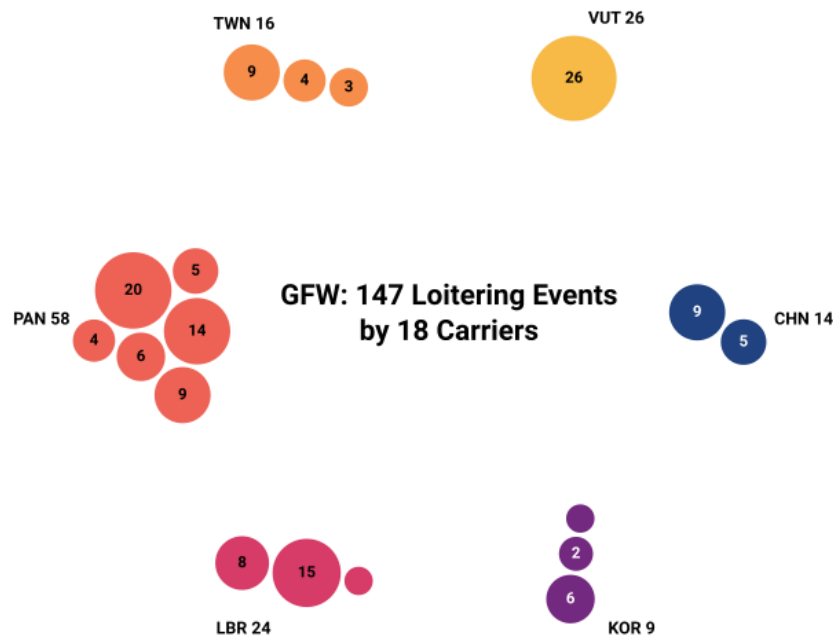 TWN 16
VUT 26
9
4
3
26
20
5
PAN 58
14
4
6
9
GFW: 147 Loitering Events
by 18 Carriers
9
CHN 14
5
8
15
LBR 24
2
6
KOR 9